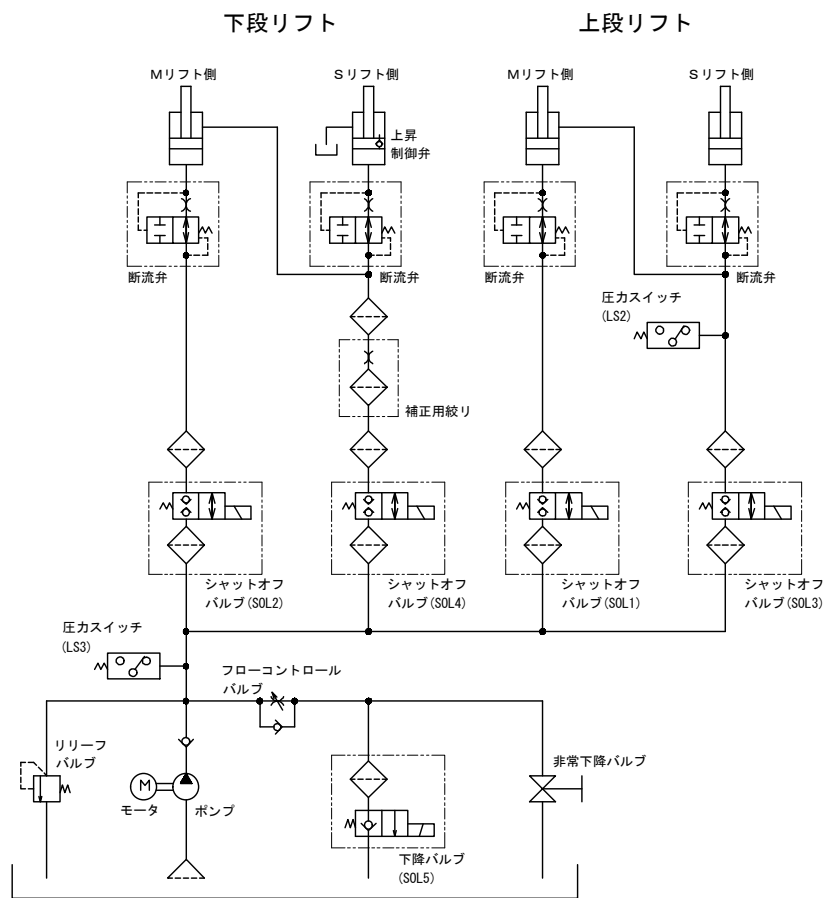 下段リフト
上段リフト
Mリフト側
Sリフト側
Mリフト側
Sリフト側
上昇
制御弁
断流弁
断流弁
断流弁
断流弁
圧力スイッチ
(LS2)
補正用絞り
シャットオフ
バルブ(SOL2)
シャットオフ
バルブ(SOL4)
シャットオフ
バルブ(SOL1)
シャットオフ
バルブ(SOL3)
圧力スイッチ
(LS3)
フローコントロール
バルブ
リリーフ
バルブ
M
モータ
ポンプ
非常下降バルブ
下降バルブ
(SOL5)